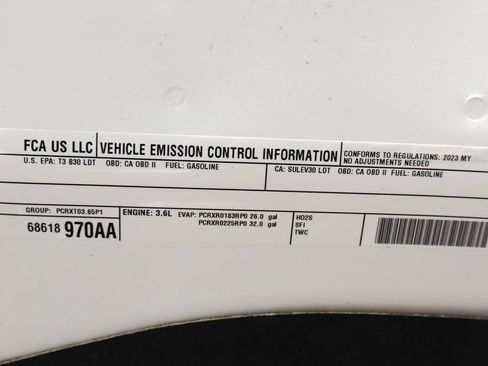 FCA US LLC VEHICLE EMISSION CONTROL INFORMATION CONFORMS TO REGULATIONS: 2023 MY
NO ADJUSTMENTS NEEDED
U.S. EPA: T3 B30 LDT OBD: CA OBD II FUEL: GASOLINE CA: SULEV30 LDT OBD: CA OBD II FUEL: GASOLINE
GROUP: PCRXT03.65P1 ENGINE: 3.6L EVAP: PCRXR0183RP0 26.0 gal HO2S
PCRXR0225RP0 32.0 gal SFI
68618 970AA TWC